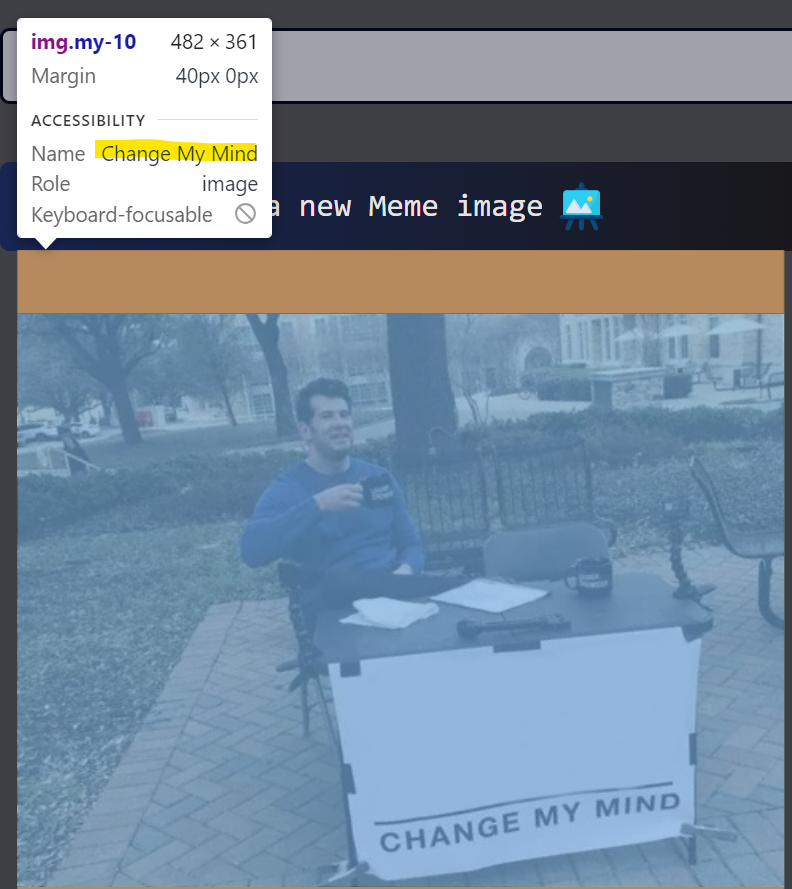 img.my-10 482 × 361
Margin 40px 0px
ACCESSIBILITY
Name Change My Mind
Role image
Keyboard-focusable
a new Meme image
CHANGE MY MIND